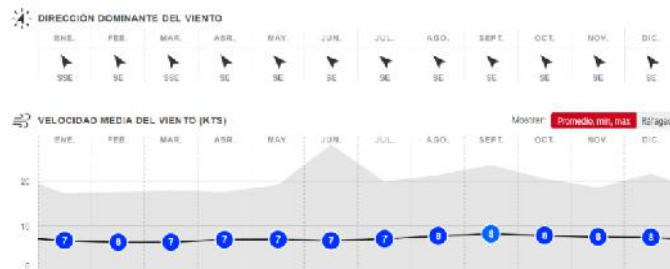 DIRECCIÓN DOMINANTE DEL VIENTO
ENE. FEB. MAR. ABR. MAY. JUN. JUL. AGO. SEPT. OCT. NOV. DIC.
SSE SE SSE SE SE SE SE SE SE SE SE SE
VELOCIDAD MEDIA DEL VIENTO (KTS)
Mostrar: Promedio, min, max Ráfagas
ENE. FEB. MAR. ABR. MAY. JUN. JUL. AGO. SEPT. OCT. NOV. DIC.
20
10
7 6 7 7 7 7 7 8 8 8 8 8
0